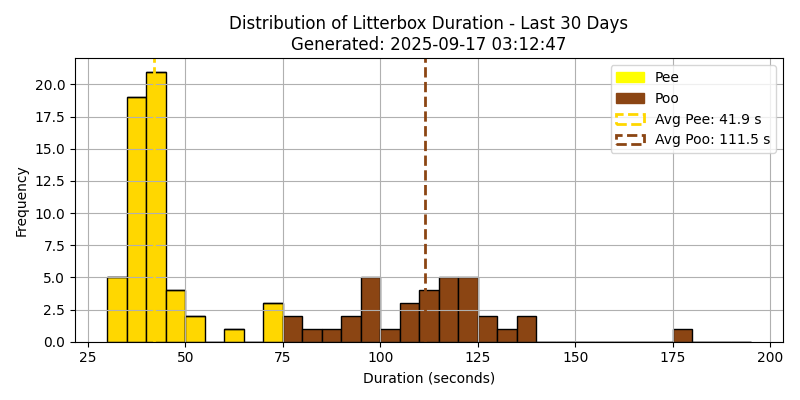 Distribution of Litterbox Duration - Last 30 Days
Generated: 2025-09-17 03:12:47
Pee
Poo
Avg Pee: 41.9 s
Avg Poo: 111.5 s
Frequency
20.0
17.5
15.0
12.5
10.0
7.5
5.0
2.5
0.0
25 50 75 100 125 150 175 200
Duration (seconds)